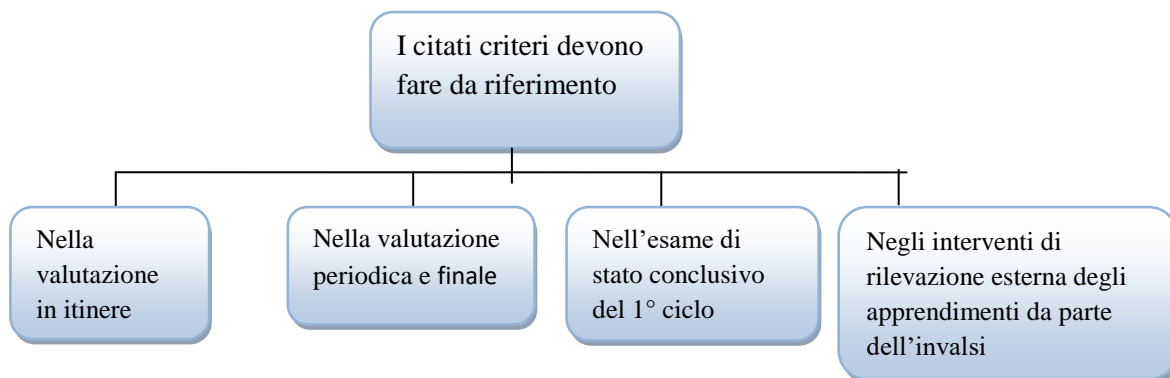 I citati criteri devono
fare da riferimento
Nella
valutazione
in itinere
Nella valutazione
periodica e finale
Nell’esame di
stato conclusivo
del 1° ciclo
Negli interventi di
rilevazione esterna degli
apprendimenti da parte
dell’invalsi